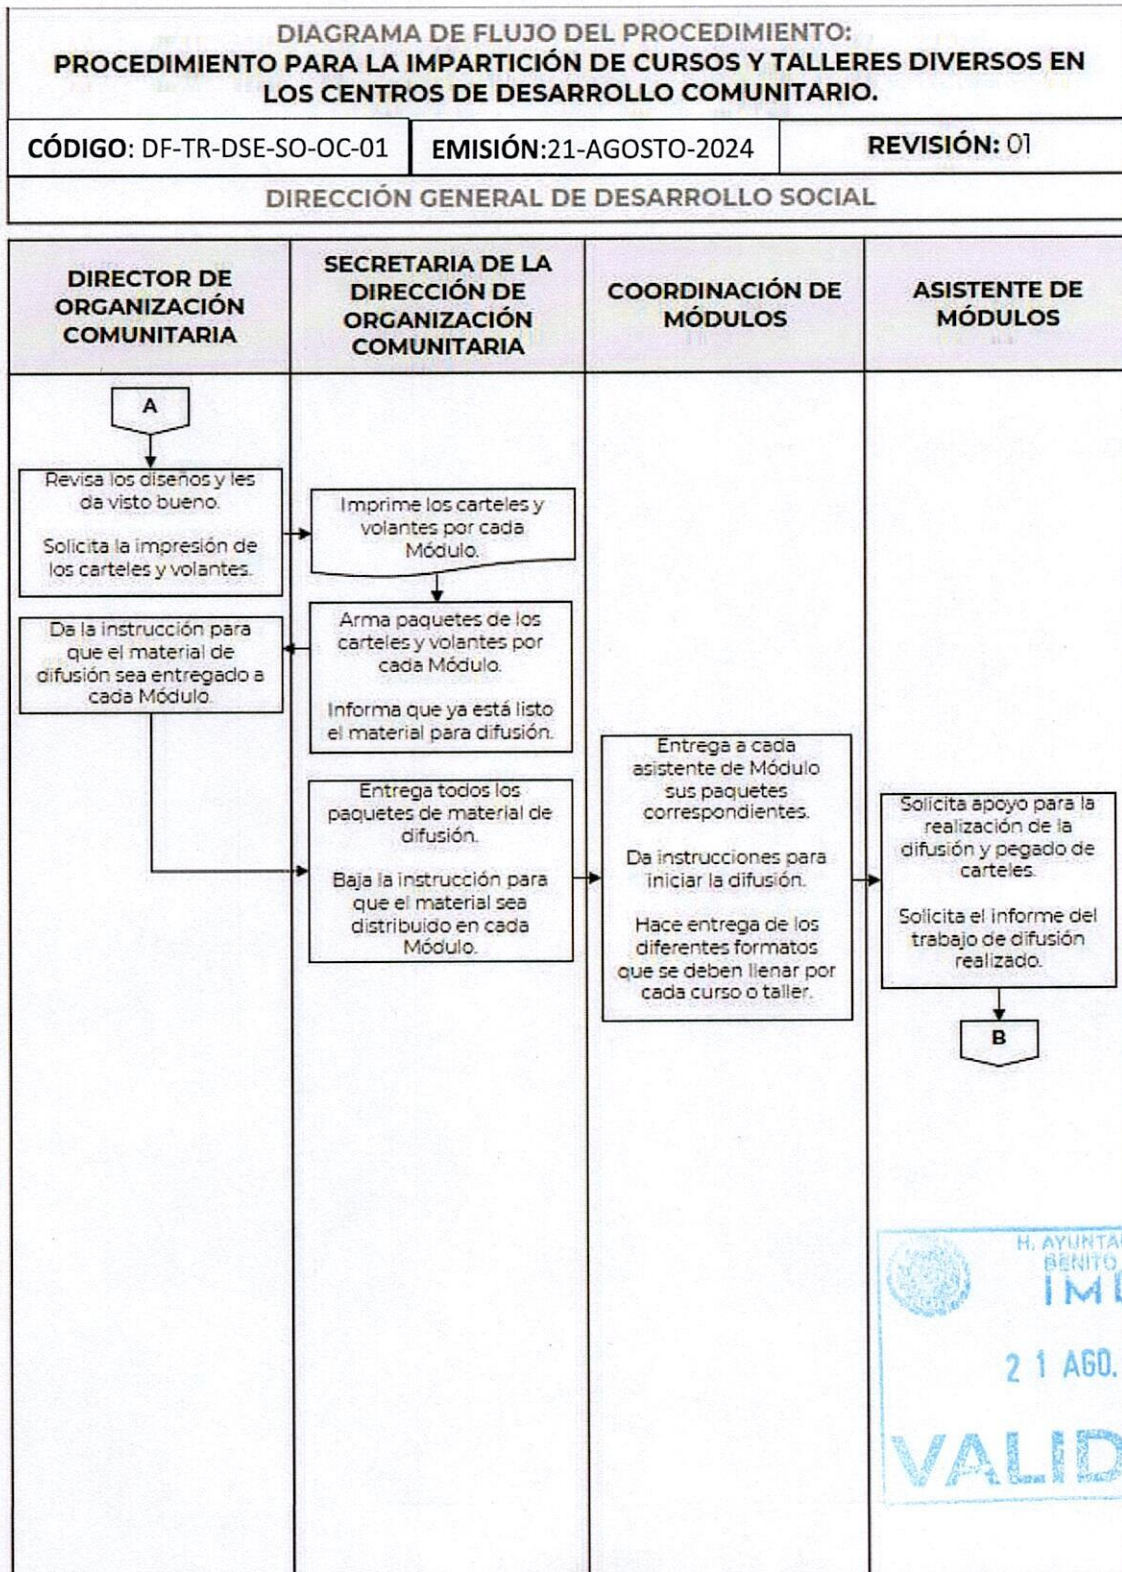 DIAGRAMA DE FLUJO DEL PROCEDIMIENTO:
PROCEDIMIENTO PARA LA IMPARTICIÓN DE CURSOS Y TALLERES DIVERSOS EN
LOS CENTROS DE DESARROLLO COMUNITARIO.
CÓDIGO: DF-TR-DSE-SO-OC-01
EMISIÓN:21-AGOSTO-2024
REVISIÓN: 01
DIRECCIÓN GENERAL DE DESARROLLO SOCIAL
DIRECTOR DE
ORGANIZACIÓN
COMUNITARIA
SECRETARIA DE LA
DIRECCIÓN DE
ORGANIZACIÓN
COMUNITARIA
COORDINACIÓN DE
MÓDULOS
ASISTENTE DE
MÓDULOS
A
Revisa los diseños y les
da visto bueno.
Solicita la impresión de
los carteles y volantes.
Imprime los carteles y
volantes por cada
Módulo.
Arma paquetes de los
carteles y volantes por
cada Módulo.
Informa que ya está listo
el material para difusión.
Da la instrucción para
que el material de
difusión sea entregado a
cada Módulo.
Entrega todos los
paquetes de material de
difusión.
Baja la instrucción para
que el material sea
distribuido en cada
Módulo.
Entrega a cada
asistente de Módulo
sus paquetes
correspondientes.
Da instrucciones para
iniciar la difusión.
Hace entrega de los
diferentes formatos
que se deben llenar por
cada curso o taller.
Solicita apoyo para la
realización de la
difusión y pegado de
carteles.
Solicita el informe del
trabajo de difusión
realizado.
B
H. AYUNTA
BENITO
IM
21 AGO.
VALID